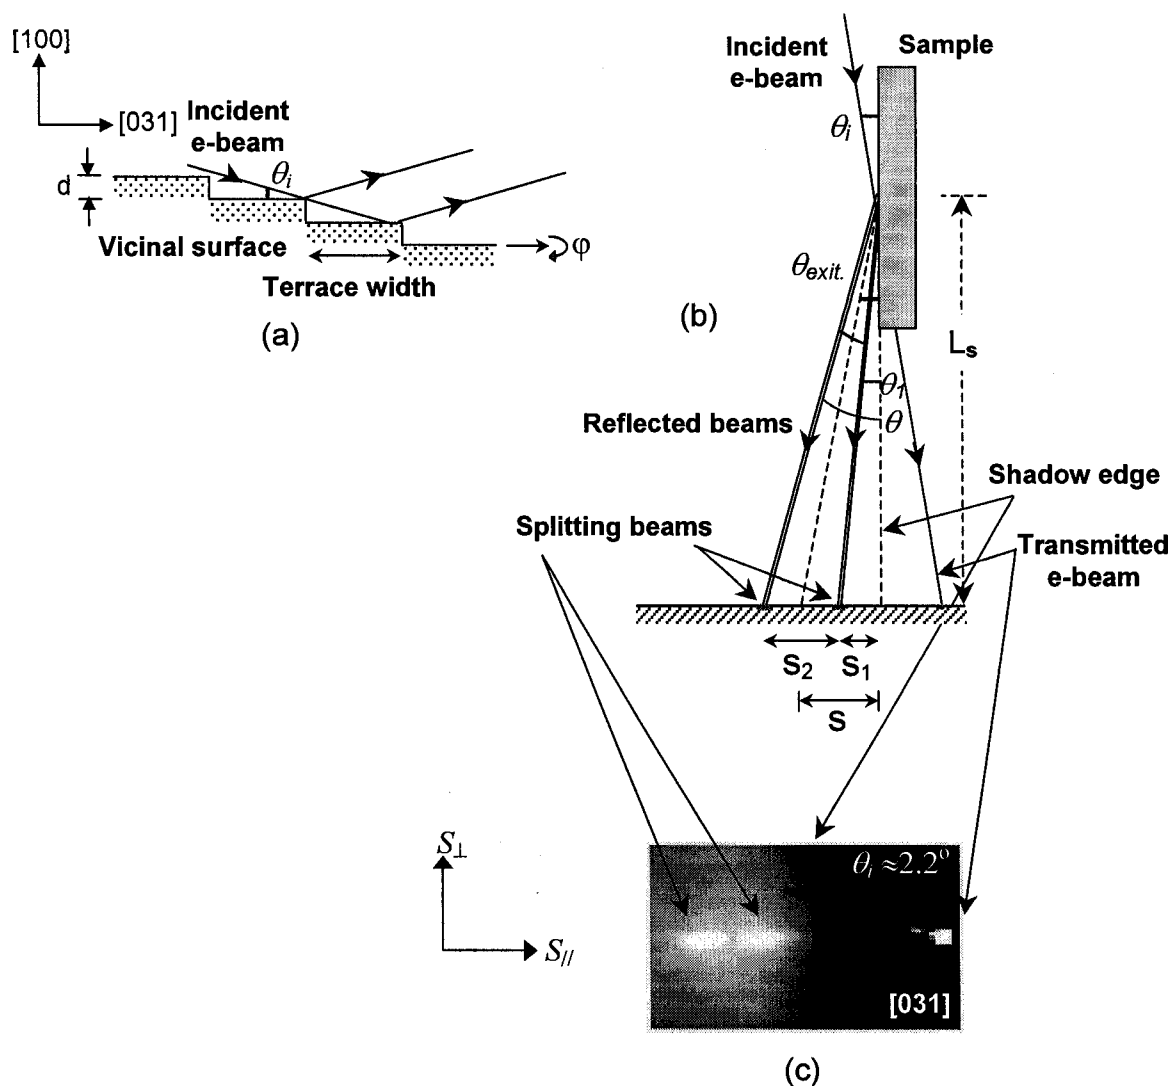 [100]
[031]
Incident
e-beam
θi
d
Vicinal surface
φ
Terrace width
(a)
Incident
e-beam
Sample
θi
θexit.
(b)
Ls
θ1
θ
Reflected beams
Shadow edge
Splitting beams
Transmitted
e-beam
S2
S1
S
S⊥
S//
θi ≈2.2°
[031]
(c)